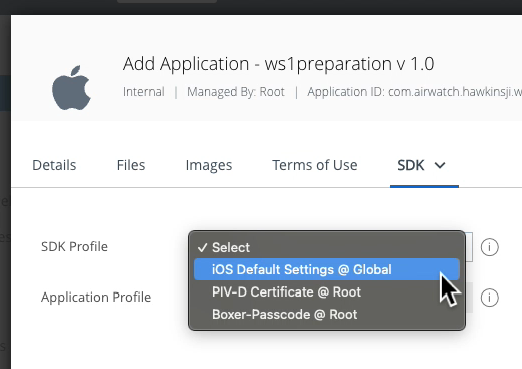 Add Application - ws1preparation v 1.0
Internal | Managed By: Root | Application ID: com.airwatch.hawkinsji.w
Details Files Images Terms of Use SDK
SDK Profile
✓ Select
iOS Default Settings @ Global
PIV-D Certificate @ Root
Application Profile
Boxer-Passcode @ Root